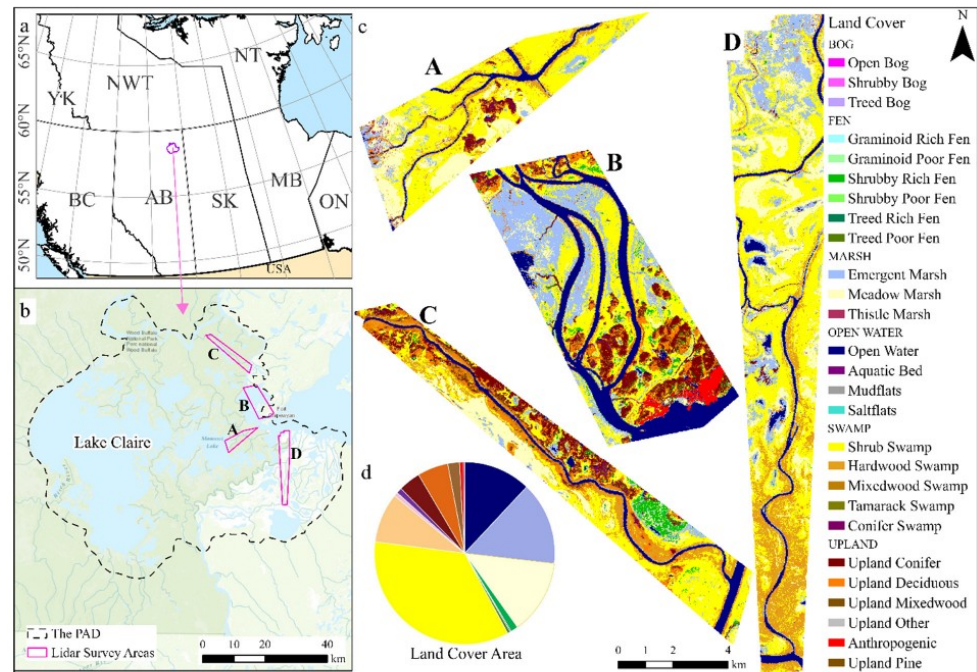 a
65°N
60°N
55°N
50°N
YK
NWT
NT
BC
AB
SK
MB
ON
USA
b
C
B
A
D
Lake Claire
The PAD
Lidar Survey Areas
0 10 20 40
km
c
A
B
C
D
d
Land Cover Area
0 1 2 4
km
N
Land Cover
BOG
Open Bog
Shrubby Bog
Treed Bog
FEN
Graminoid Rich Fen
Graminoid Poor Fen
Shrubby Rich Fen
Shrubby Poor Fen
Treed Rich Fen
Treed Poor Fen
MARSH
Emergent Marsh
Meadow Marsh
Thistle Marsh
OPEN WATER
Open Water
Aquatic Bed
Mudflats
Saltflats
SWAMP
Shrub Swamp
Hardwood Swamp
Mixedwood Swamp
Tamarack Swamp
Conifer Swamp
UPLAND
Upland Conifer
Upland Deciduous
Upland Mixedwood
Upland Other
Anthropogenic
Upland Pine